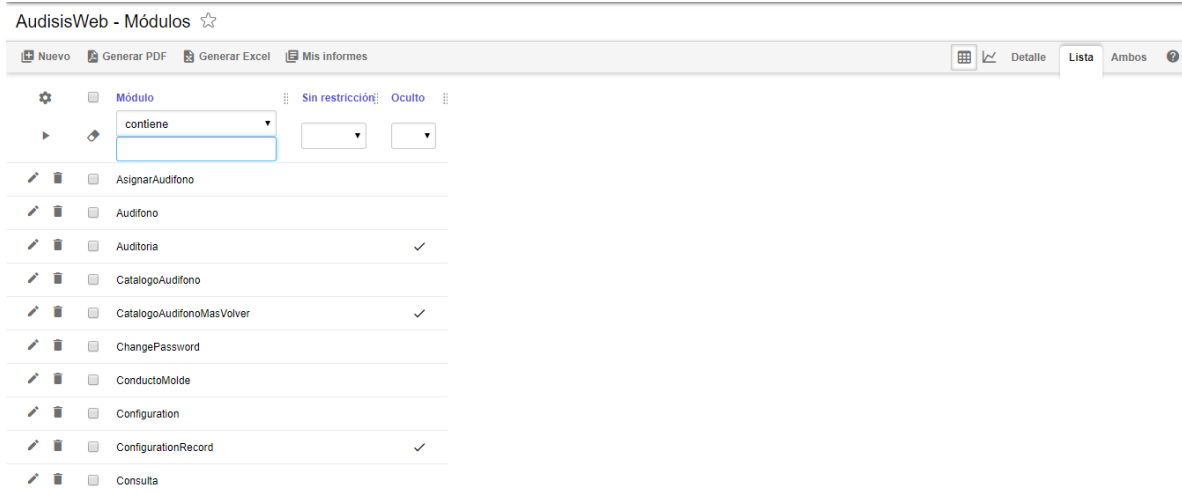 AudisisWeb - Módulos
Nuevo Generar PDF Generar Excel Mis informes Detalle Lista Ambos
Módulo Sin restricción Oculto
contiene
AsignarAudifono
Audifono
Auditoria
CatalogoAudifono
CatalogoAudifonoMasVolver
ChangePassword
ConductoMolde
Configuration
ConfigurationRecord
Consulta